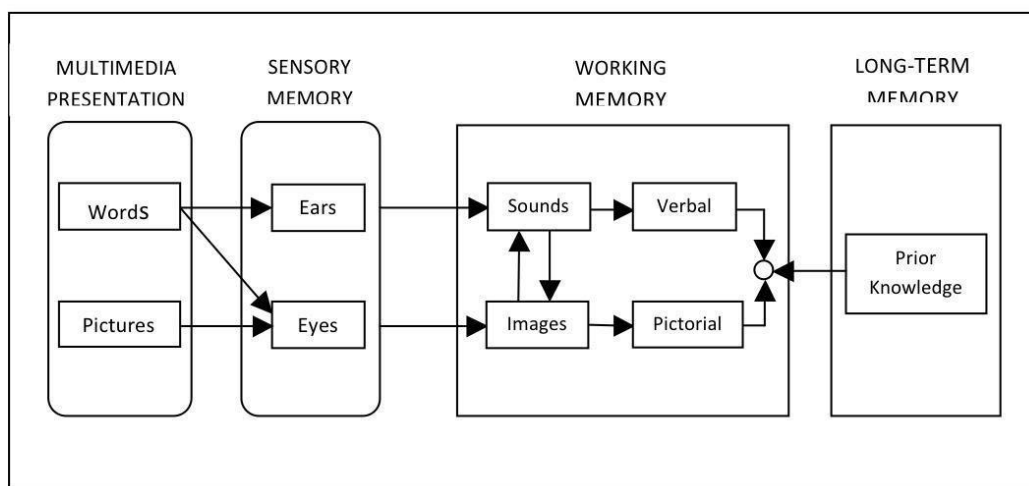 MULTIMEDIA
PRESENTATION
SENSORY
MEMORY
WORKING
MEMORY
LONG-TERM
MEMORY
Words
Ears
Sounds
Verbal
Prior
Knowledge
Pictures
Eyes
Images
Pictorial